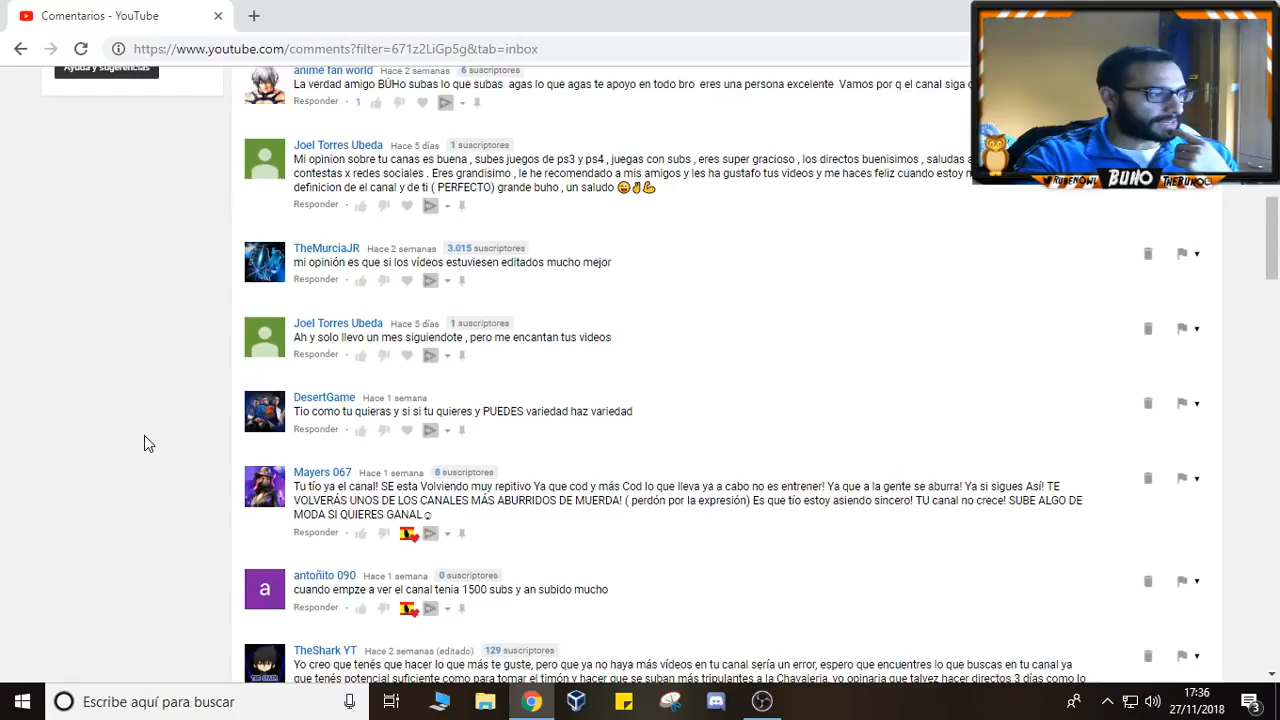 Comentarios - YouTube
https://www.youtube.com/comments?filter=671z2LiGp5g&tab=inbox
Ayuda y sugerencias
anime fan world Hace 2 semanas 6 suscriptores
La verdad amigo BÚHo subas lo que subas agas lo que agas te apoyo en todo bro eres una persona excelente Vamos por q el canal siga
Responder · 1
Joel Torres Ubeda Hace 5 días 1 suscriptores
Mi opinion sobre tu canas es buena , subes juegos de ps3 y ps4 , juegas con subs , eres super gracioso , los directos buenisimos , saludas a
contestas x redes sociales . Eres grandisimo , le he recomendado a mis amigos y les ha gustafo tus videos y me haces feliz cuando estoy
definicion de el canal y de ti ( PERFECTO) grande buho , un saludo 😜✌💪
Responder ·
TheMurciaJR Hace 2 semanas 3.015 suscriptores
mi opinión es que si los vídeos estuviesen editados mucho mejor
Responder ·
Joel Torres Ubeda Hace 5 días 1 suscriptores
Ah y solo llevo un mes siguiendote , pero me encantan tus videos
Responder ·
DesertGame Hace 1 semana
Tio como tu quieras y si si tu quieres y PUEDES variedad haz variedad
Responder ·
Mayers 067 Hace 1 semana 8 suscriptores
Tu tío ya el canal! SE esta Volviendo muy repitivo Ya que cod y más Cod lo que lleva ya a cabo no es entrener! Ya que a la gente se aburra! Ya si sigues Así! TE
VOLVERÁS UNOS DE LOS CANALES MÁS ABURRIDOS DE MUERDA! ( perdón por la expresión) Es que tío estoy asiendo sincero! TU canal no crece! SUBE ALGO DE
MODA SI QUIERES GANAL☺
Responder ·
a
antoñito 090 Hace 1 semana 0 suscriptores
cuando empze a ver el canal tenia 1500 subs y an subido mucho
Responder ·
TheShark YT Hace 2 semanas (editado) 129 suscriptores
Yo creo que tenés que hacer lo que más te guste, pero que ya no haya más vídeos en tu canal sería un error, espero que encuentres lo que buscas en tu canal ya
que tenés potencial suficiente como para tomar el timón y hacer que se suban más tripulantes a la Chavaleria, yo opinaria que talvez hacer directos 3 días como lo
RUBENOWL BUHO THEBUHO
Escribe aquí para buscar
17:36
27/11/2018
3